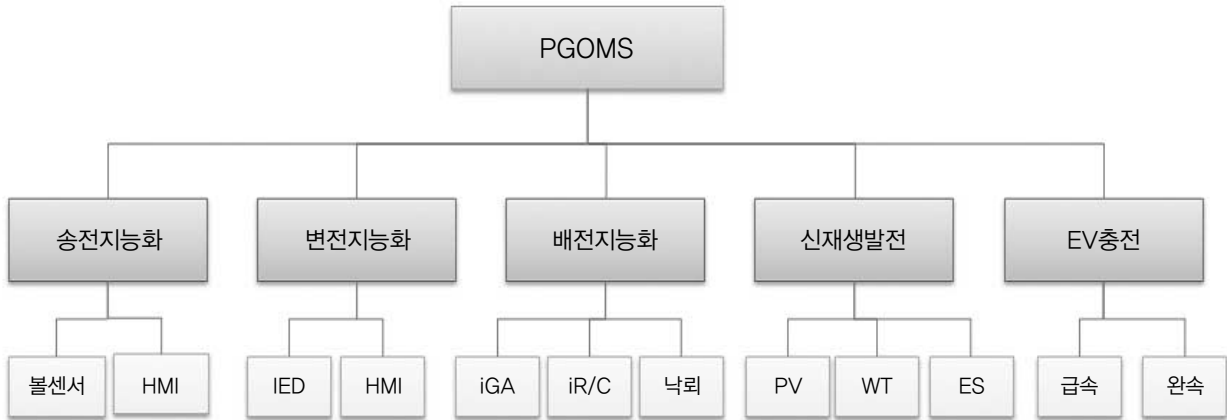 PGOMS
송전지능화
변전지능화
배전지능화
신재생발전
EV충전
볼센서
HMI
IED
HMI
iGA
iR/C
낙뢰
PV
WT
ES
급속
완속